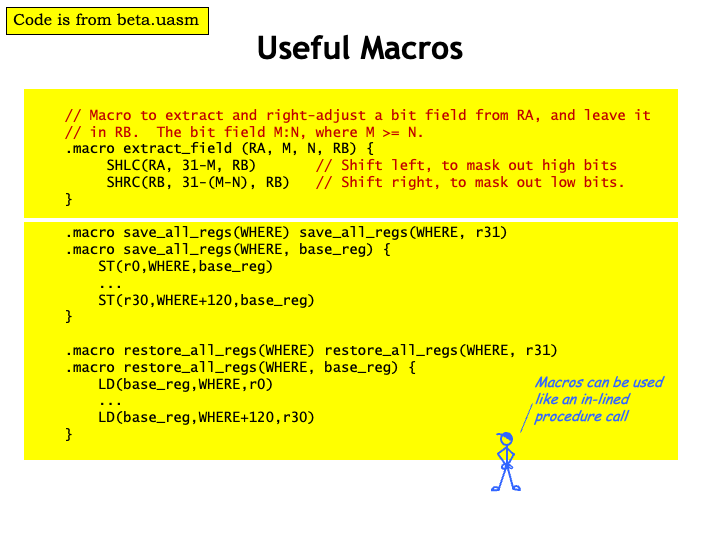 Code is from beta.uasm
Useful Macros
// Macro to extract and right-adjust a bit field from RA, and leave it
// in RB.  The bit field M:N, where M >= N.
.macro extract_field (RA, M, N, RB) {
     SHLC(RA, 31-M, RB)       // Shift left, to mask out high bits
     SHRC(RB, 31-(M-N), RB)   // Shift right, to mask out low bits.
}
.macro save_all_regs(WHERE) save_all_regs(WHERE, r31)
.macro save_all_regs(WHERE, base_reg) {
    ST(r0,WHERE,base_reg)
    ...
    ST(r30,WHERE+120,base_reg)
}
.macro restore_all_regs(WHERE) restore_all_regs(WHERE, r31)
.macro restore_all_regs(WHERE, base_reg) {
    LD(base_reg,WHERE,r0)
    ...
    LD(base_reg,WHERE+120,r30)
}
Macros can be used
like an in-lined
procedure call